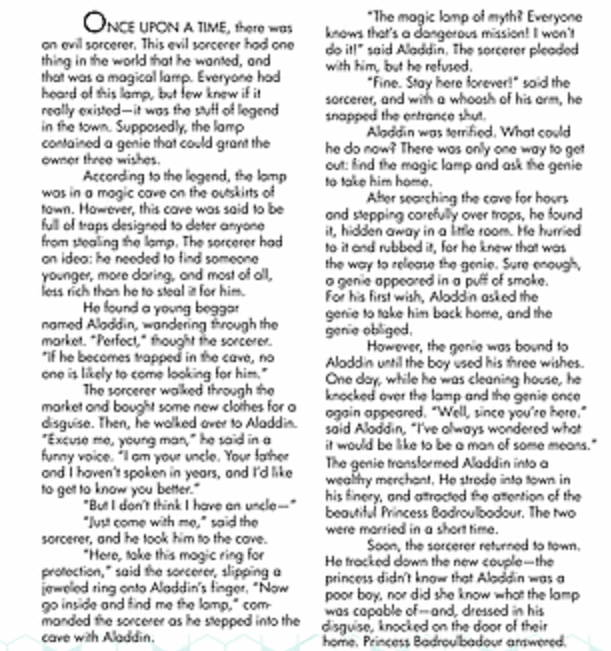 ONCE UPON A TIME, there was
an evil sorcerer. This evil sorcerer had one
thing in the world that he wanted, and
that was a magical lamp. Everyone had
heard of this lamp, but few knew if it
really existed—it was the stuff of legend
in the town. Supposedly, the lamp
contained a genie that could grant the
owner three wishes.
According to the legend, the lamp
was in a magic cave on the outskirts of
town. However, this cave was said to be
full of traps designed to deter anyone
from stealing the lamp. The sorcerer had
an idea: he needed to find someone
younger, more daring, and most of all,
less rich than he to steal it for him.
He found a young beggar
named Aladdin, wandering through the
market. "Perfect," thought the sorcerer.
"If he becomes trapped in the cave, no
one is likely to come looking for him."
The sorcerer walked through the
market and bought some new clothes for a
disguise. Then, he walked over to Aladdin.
"Excuse me, young man," he said in a
funny voice. "I am your uncle. Your father
and I haven't spoken in years, and I'd like
to get to know you better."
"But I don't think I have an uncle—"
"Just come with me," said the
sorcerer, and he took him to the cave.
"Here, take this magic ring for
protection," said the sorcerer, slipping a
jeweled ring onto Aladdin's finger. "Now
go inside and find me the lamp," com-
manded the sorcerer as he stepped into the
cave with Aladdin.
"The magic lamp of myth? Everyone
knows that's a dangerous mission! I won't
do it!" said Aladdin. The sorcerer pleaded
with him, but he refused.
"Fine. Stay here forever!" said the
sorcerer, and with a whoosh of his arm, he
snapped the entrance shut.
Aladdin was terrified. What could
he do now? There was only one way to get
out: find the magic lamp and ask the genie
to take him home.
After searching the cave for hours
and stepping carefully over traps, he found
it, hidden away in a little room. He hurried
to it and rubbed it, for he knew that was
the way to release the genie. Sure enough,
a genie appeared in a puff of smoke.
For his first wish, Aladdin asked the
genie to take him back home, and the
genie obliged.
However, the genie was bound to
Aladdin until the boy used his three wishes.
One day, while he was cleaning house, he
knocked over the lamp and the genie once
again appeared. "Well, since you're here."
said Aladdin, "I've always wondered what
it would be like to be a man of some means."
The genie transformed Aladdin into a
wealthy merchant. He strode into town in
his finery, and attracted the attention of the
beautiful Princess Badroulbadour. The two
were married in a short time.
Soon, the sorcerer returned to town.
He tracked down the new couple—the
princess didn't know that Aladdin was a
poor boy, nor did she know what the lamp
was capable of—and, dressed in his
disguise, knocked on the door of their
home. Princess Badroulbadour answered.